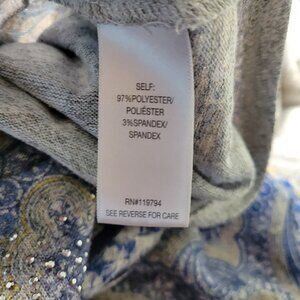 SELF:
97%POLYESTER/
POLIÉSTER
3%SPANDEX/
SPANDEX
RN#119794
SEE REVERSE FOR CARE